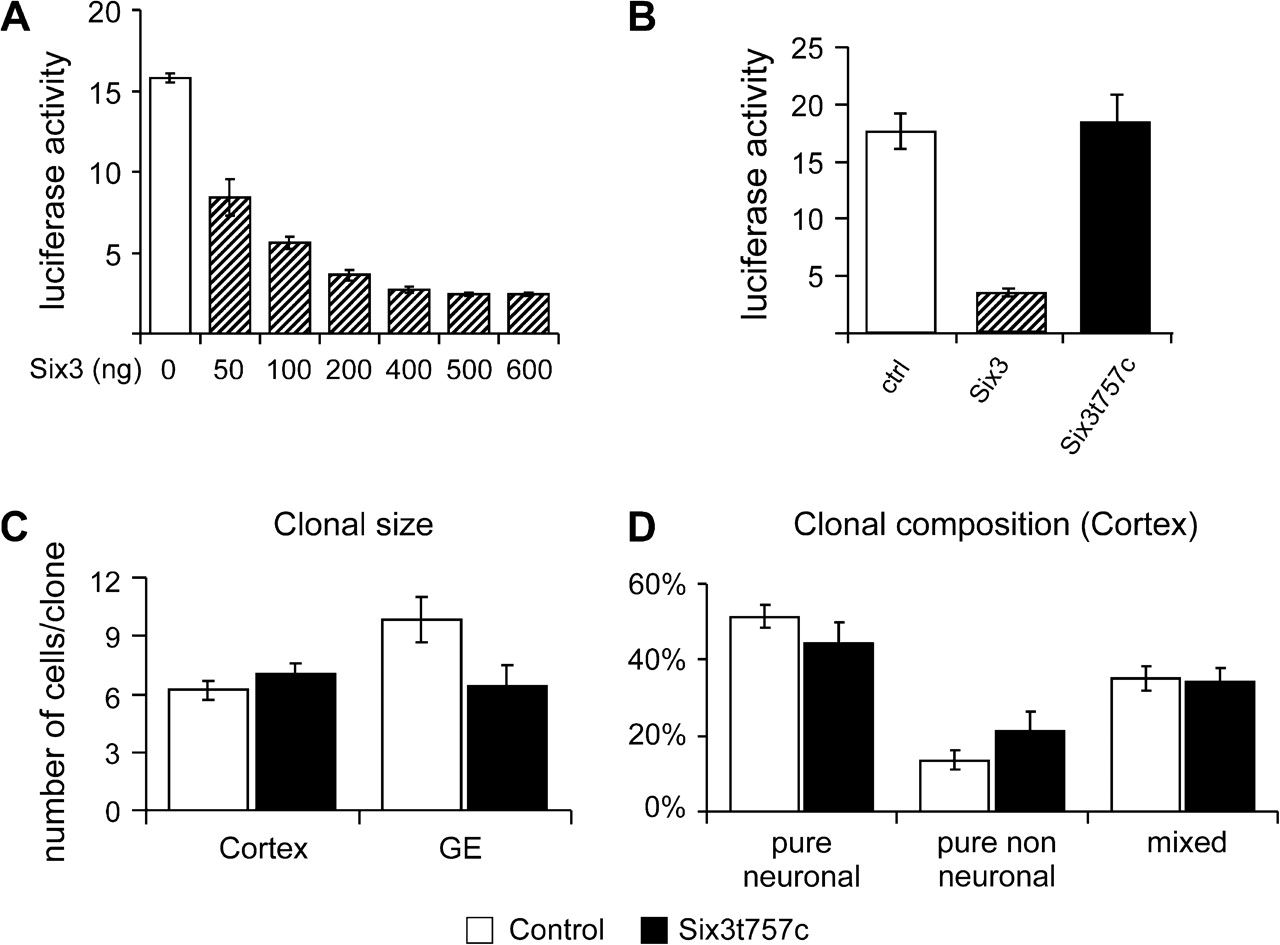 A
luciferase activity
20
15
10
5
Six3 (ng) 0 50 100 200 400 500 600
B
luciferase activity
25
20
15
10
5
ctrl
Six3
Six3t757c
C
Clonal size
number of cells/clone
12
9
6
3
0
Cortex GE
D
Clonal composition (Cortex)
60%
40%
20%
0%
pure
neuronal
pure non
neuronal
mixed
Control Six3t757c